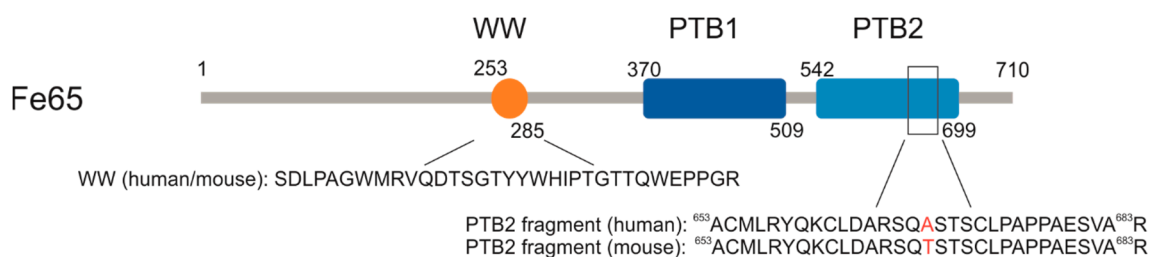 WW PTB1 PTB2
1 253 370 542 710
Fe65
285 509 699
WW (human/mouse): SDLPAGWMRVQDTSGTYYWHIPTGTTQWEPPGR
PTB2 fragment (human): 653ACMLRYQKCLDARSQASTSCLPAPPAESVA683R
PTB2 fragment (mouse): 653ACMLRYQKCLDARSQTSTSCLPAPPAESVA683R